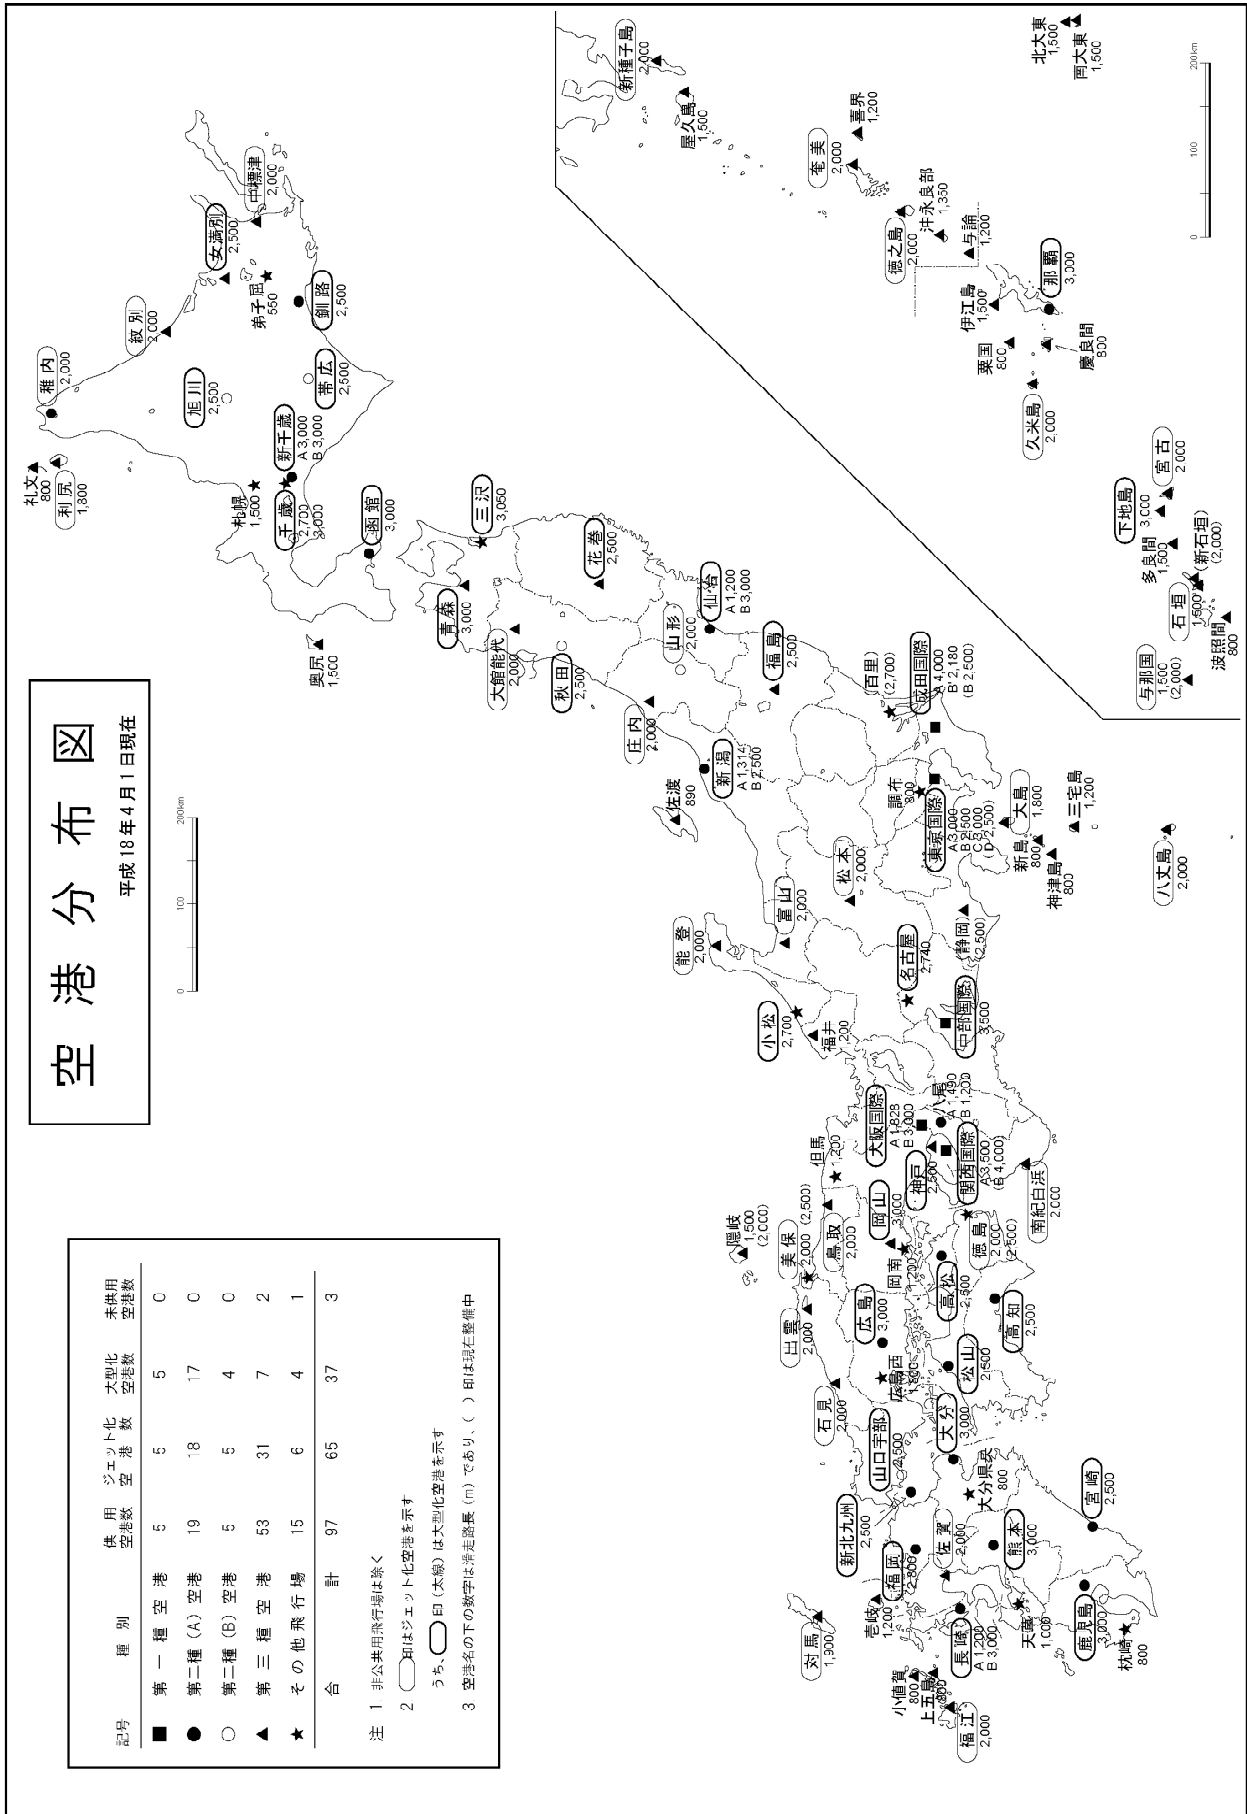 空港分布図
平成18年4月1日現在
0 100 200km
記号 種別 供用空港数 ジェット化空港数 大型化空港数 未供用空港数
■ 第一種空港 5 5 5 0
● 第二種(A)空港 19 18 17 0
○ 第二種(B)空港 5 5 4 0
▲ 第三種空港 53 31 7 2
★ その他飛行場 15 6 4 1
合計 97 65 37 3
注 1 非公共用飛行場は除く
2 印はジェット化空港を示す
うち、印(太線)は大型化空港を示す
3 空港名の下の数字は滑走路長(m)であり、( )印は現在整備中
礼文
800
利尻
1,800
稚内
2,000
紋別
2,000
女満別
2,500
中標津
2,000
弟子屈
550
釧路
2,500
旭川
2,500
帯広
2,500
新千歳
A 3,000
B 3,000
札幌
1,500
千歳
2,700
3,000
函館
3,000
奥尻
1,500
青森
3,000
三沢
3,050
大館能代
2,000
花巻
2,500
秋田
2,500
山形
2,000
仙台
A 1,200
B 3,000
庄内
2,000
福島
2,500
新潟
A 1,314
B 2,500
佐渡
890
(百里)
(2,700)
成田国際
A 4,000
B' 2,180
(B 2,500)
調布
800
東京国際
A 3,000
B 2,500
C 3,000
(D 2,500)
大島
1,800
新島
800
神津島
800
三宅島
1,200
八丈島
2,000
松本
2,000
富山
2,000
能登
2,000
(静岡)
(2,500)
名古屋
2,740
中部国際
3,500
小松
2,700
福井
1,200
大阪国際
A 1,828
B 3,000
八尾
A 1,490
B 1,200
神戸
2,500
関西国際
A 3,500
(B 4,000)
南紀白浜
2,000
但馬
1,200
鳥取
2,000
岡山
3,000
岡南
1,200
隠岐
1,500
(2,000)
美保
2,000 (2,500)
出雲
2,000
徳島
2,000
(2,500)
高松
2,500
高知
2,500
広島
3,000
広島西
1,800
松山
2,500
石見
2,000
山口宇部
2,500
大分
3,000
大分県央
800
新北九州
2,500
福岡
2,800
佐賀
2,000
熊本
3,000
宮崎
2,500
対馬
1,900
壱岐
1,200
長崎
A 1,200
B 3,000
天草
1,000
鹿児島
3,000
枕崎
800
小値賀
800
上五島
800
福江
2,000
新種子島
2,000
屋久島
1,500
奄美
2,000
喜界
1,200
徳之島
2,000
沖永良部
1,350
与論
1,200
伊江島
1,500
那覇
3,000
粟国
800
慶良間
800
久米島
2,000
北大東
1,500
南大東
1,500
宮古
2,000
下地島
3,000
多良間
1,500
石垣
1,500
(新石垣)
(2,000)
与那国
1,500
(2,000)
波照間
800
0 100 200km